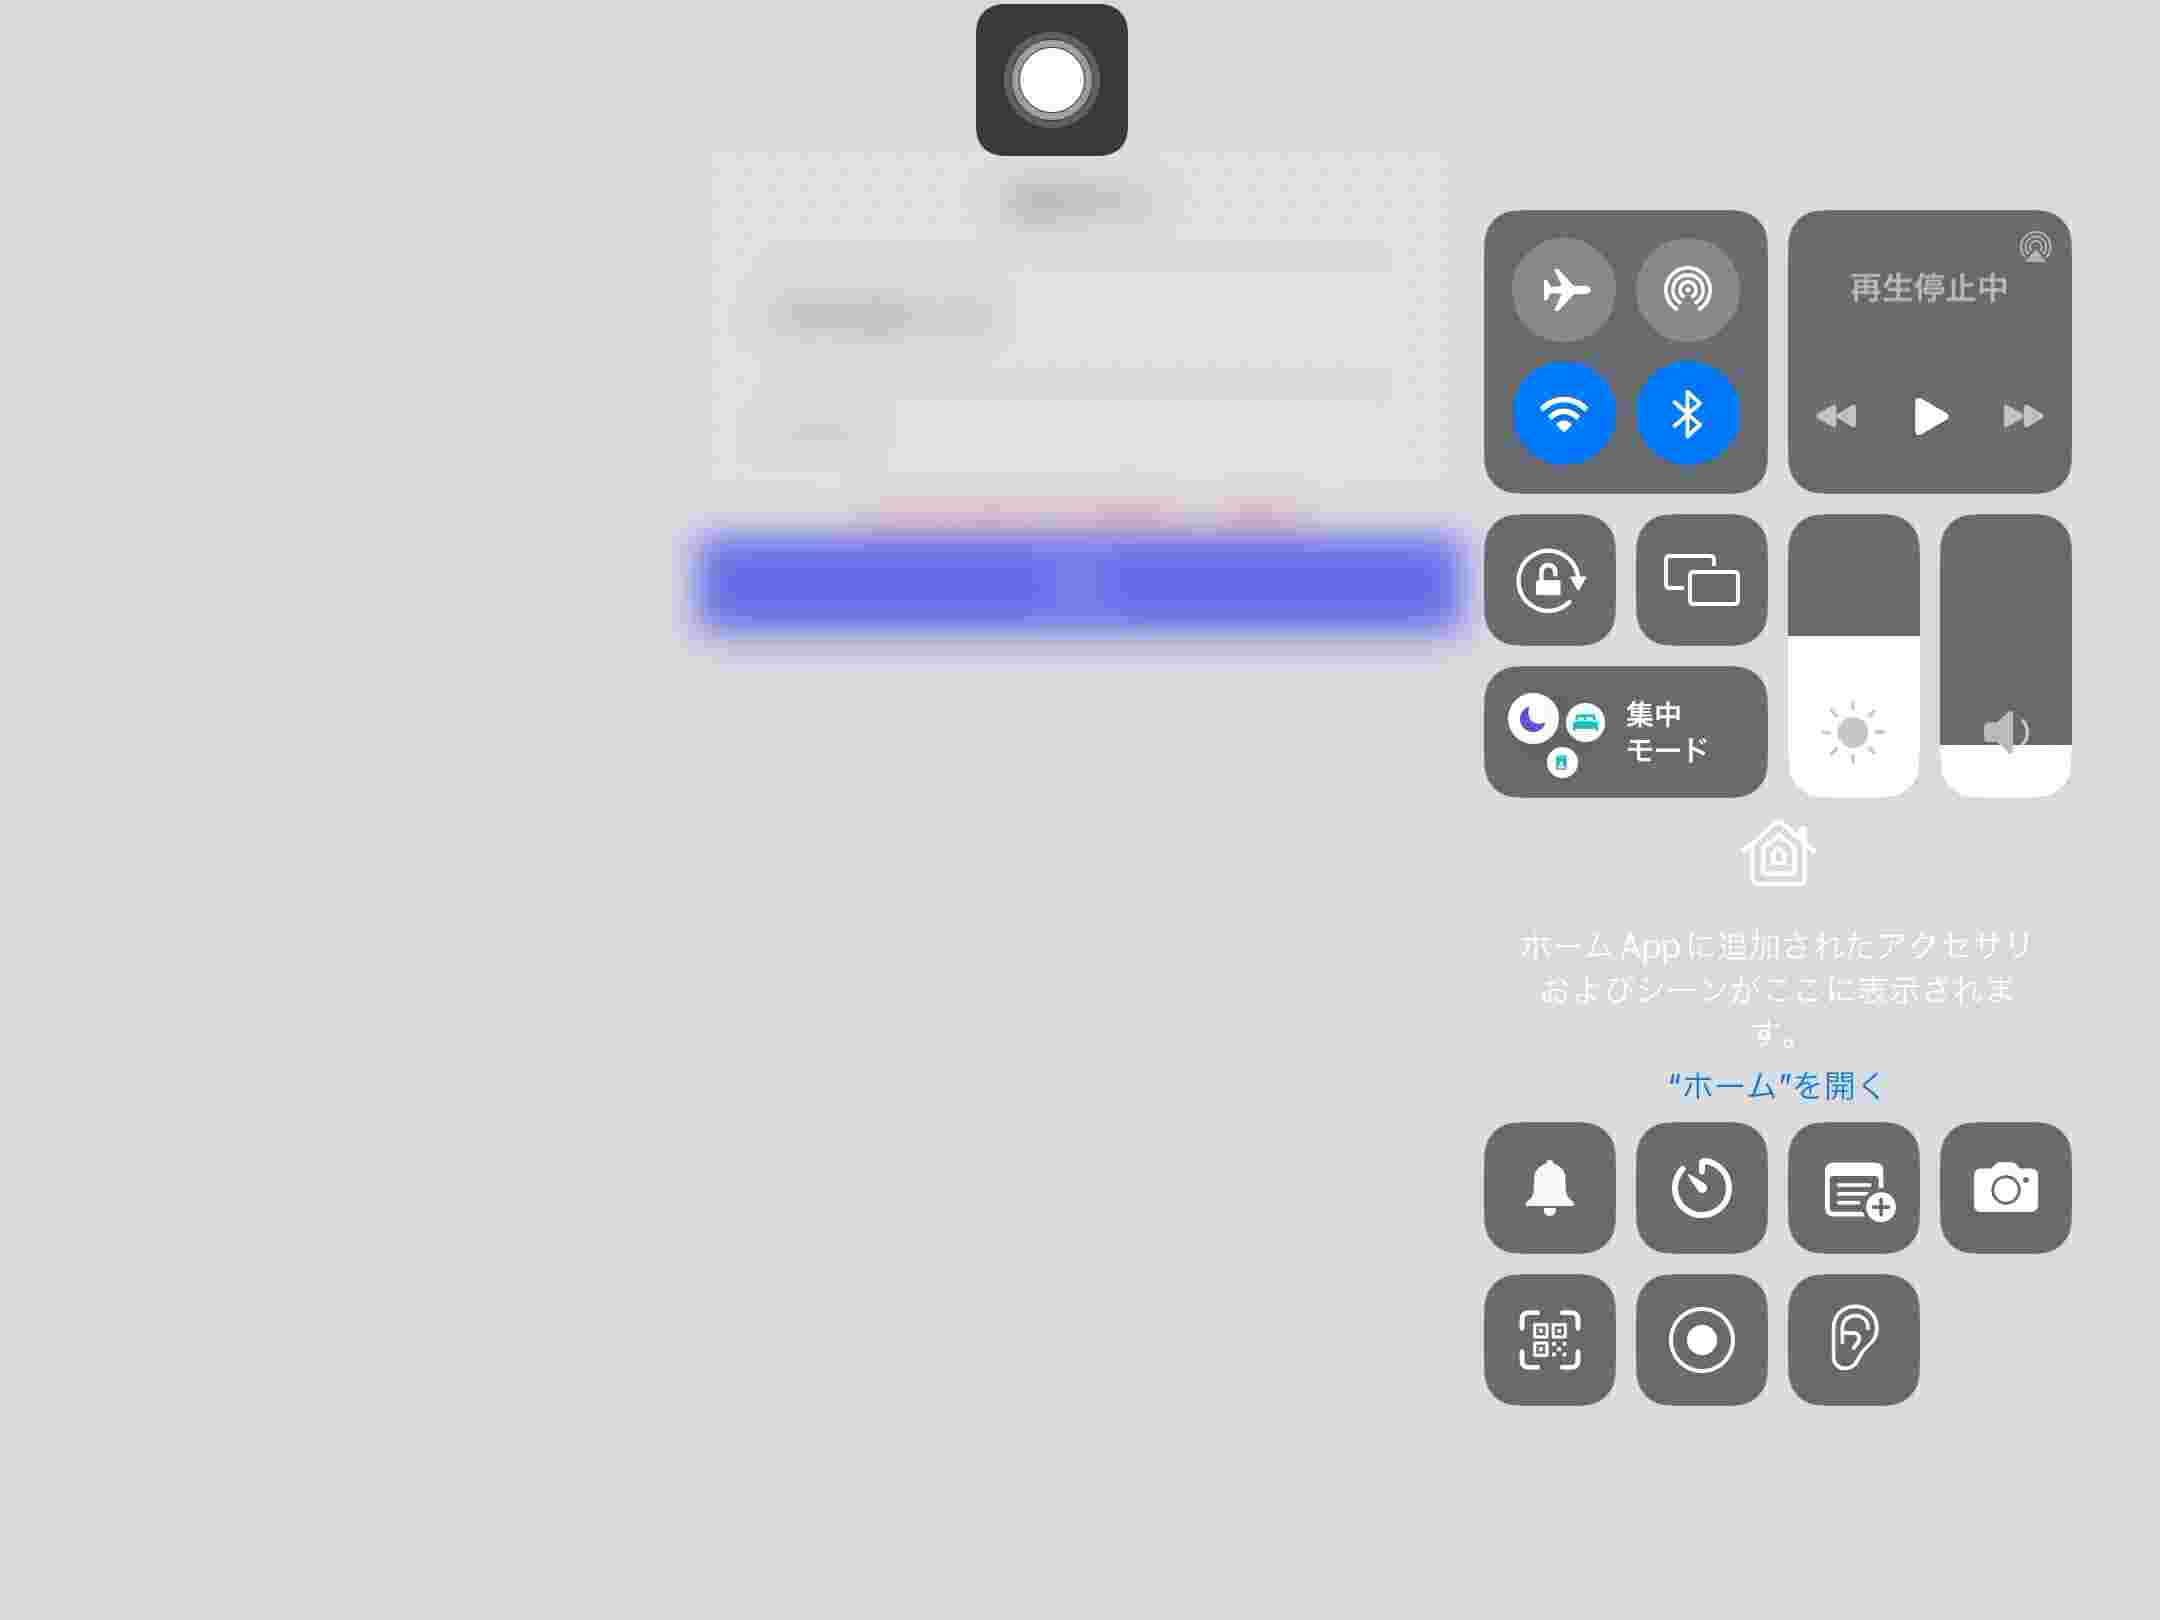 再生停止中
集中
モード
ホーム Appに追加されたアクセサリ
およびシーンがここに表示されま
す。
“ホーム”を開く